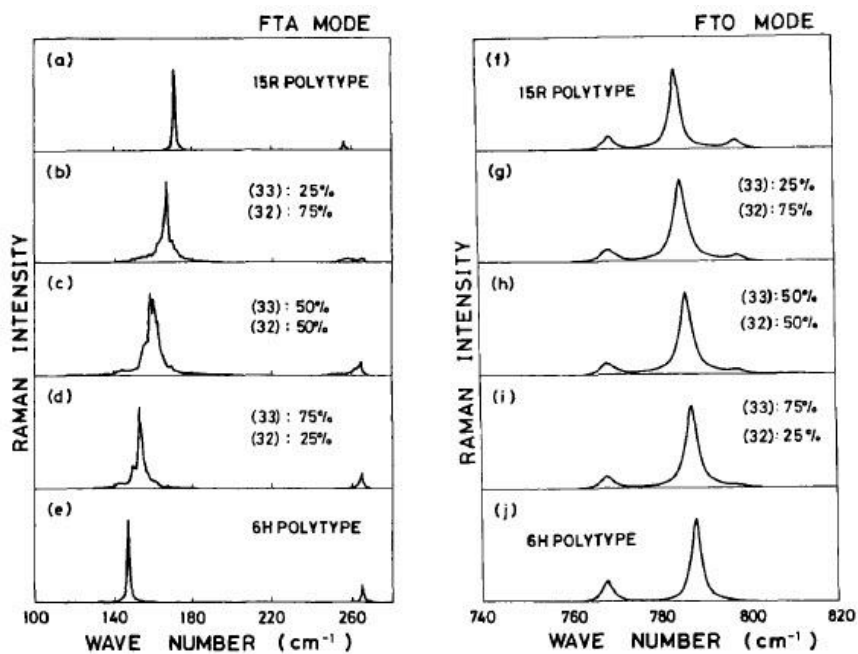 FTA MODE
(a)
15R POLYTYPE
(b)
(33) : 25%
(32) : 75%
(c)
(33) : 50%
(32) : 50%
(d)
(33) : 75%
(32) : 25%
(e)
6H POLYTYPE
RAMAN INTENSITY
100 140 180 220 260
WAVE NUMBER (cm⁻¹)
FTO MODE
(f)
15R POLYTYPE
(g)
(33) : 25%
(32) : 75%
(h)
(33) : 50%
(32) : 50%
(i)
(33) : 75%
(32) : 25%
(j)
6H POLYTYPE
RAMAN INTENSITY
740 760 780 800 820
WAVE NUMBER (cm⁻¹)